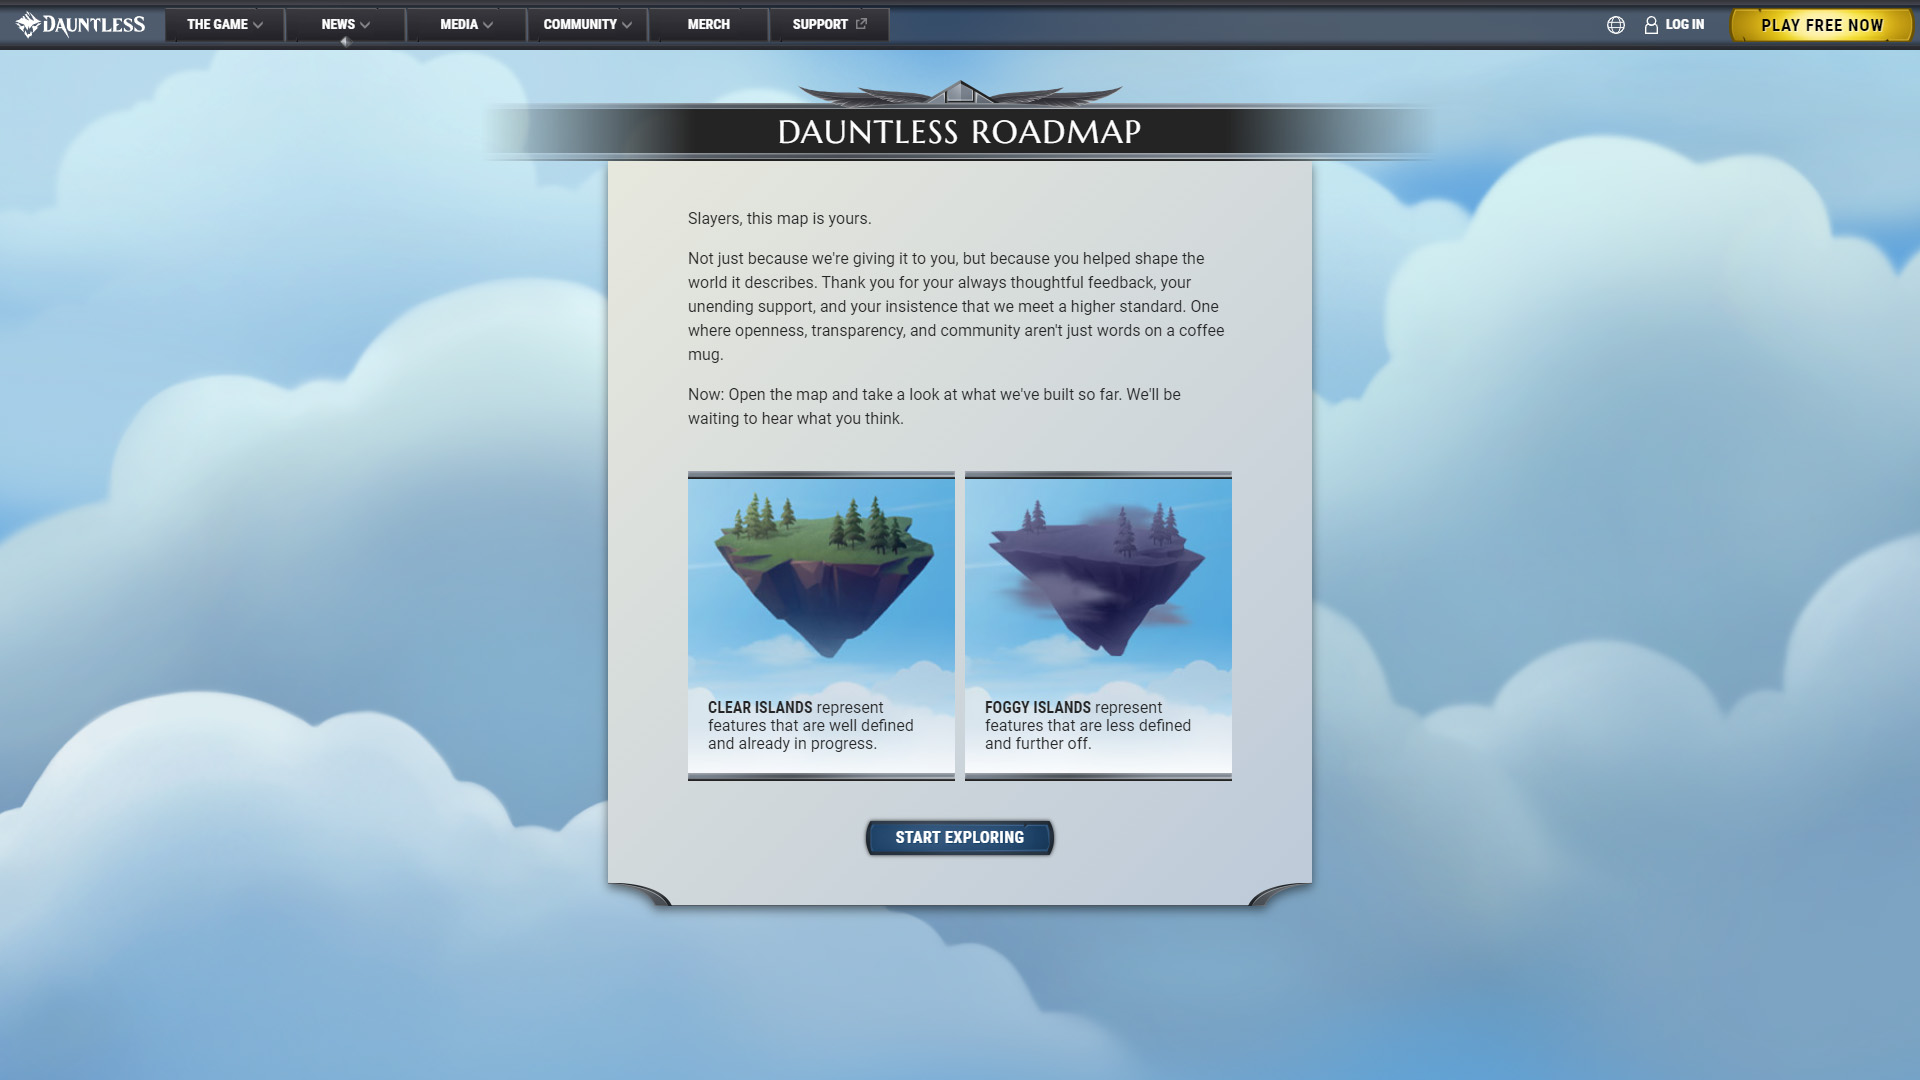 DAUNTLESS
THE GAME
NEWS
MEDIA
COMMUNITY
MERCH
SUPPORT
LOG IN
PLAY FREE NOW
DAUNTLESS ROADMAP
Slayers, this map is yours.
Not just because we're giving it to you, but because you helped shape the
world it describes. Thank you for your always thoughtful feedback, your
unending support, and your insistence that we meet a higher standard. One
where openness, transparency, and community aren't just words on a coffee
mug.
Now: Open the map and take a look at what we've built so far. We'll be
waiting to hear what you think.
CLEAR ISLANDS represent
features that are well defined
and already in progress.
FOGGY ISLANDS represent
features that are less defined
and further off.
START EXPLORING